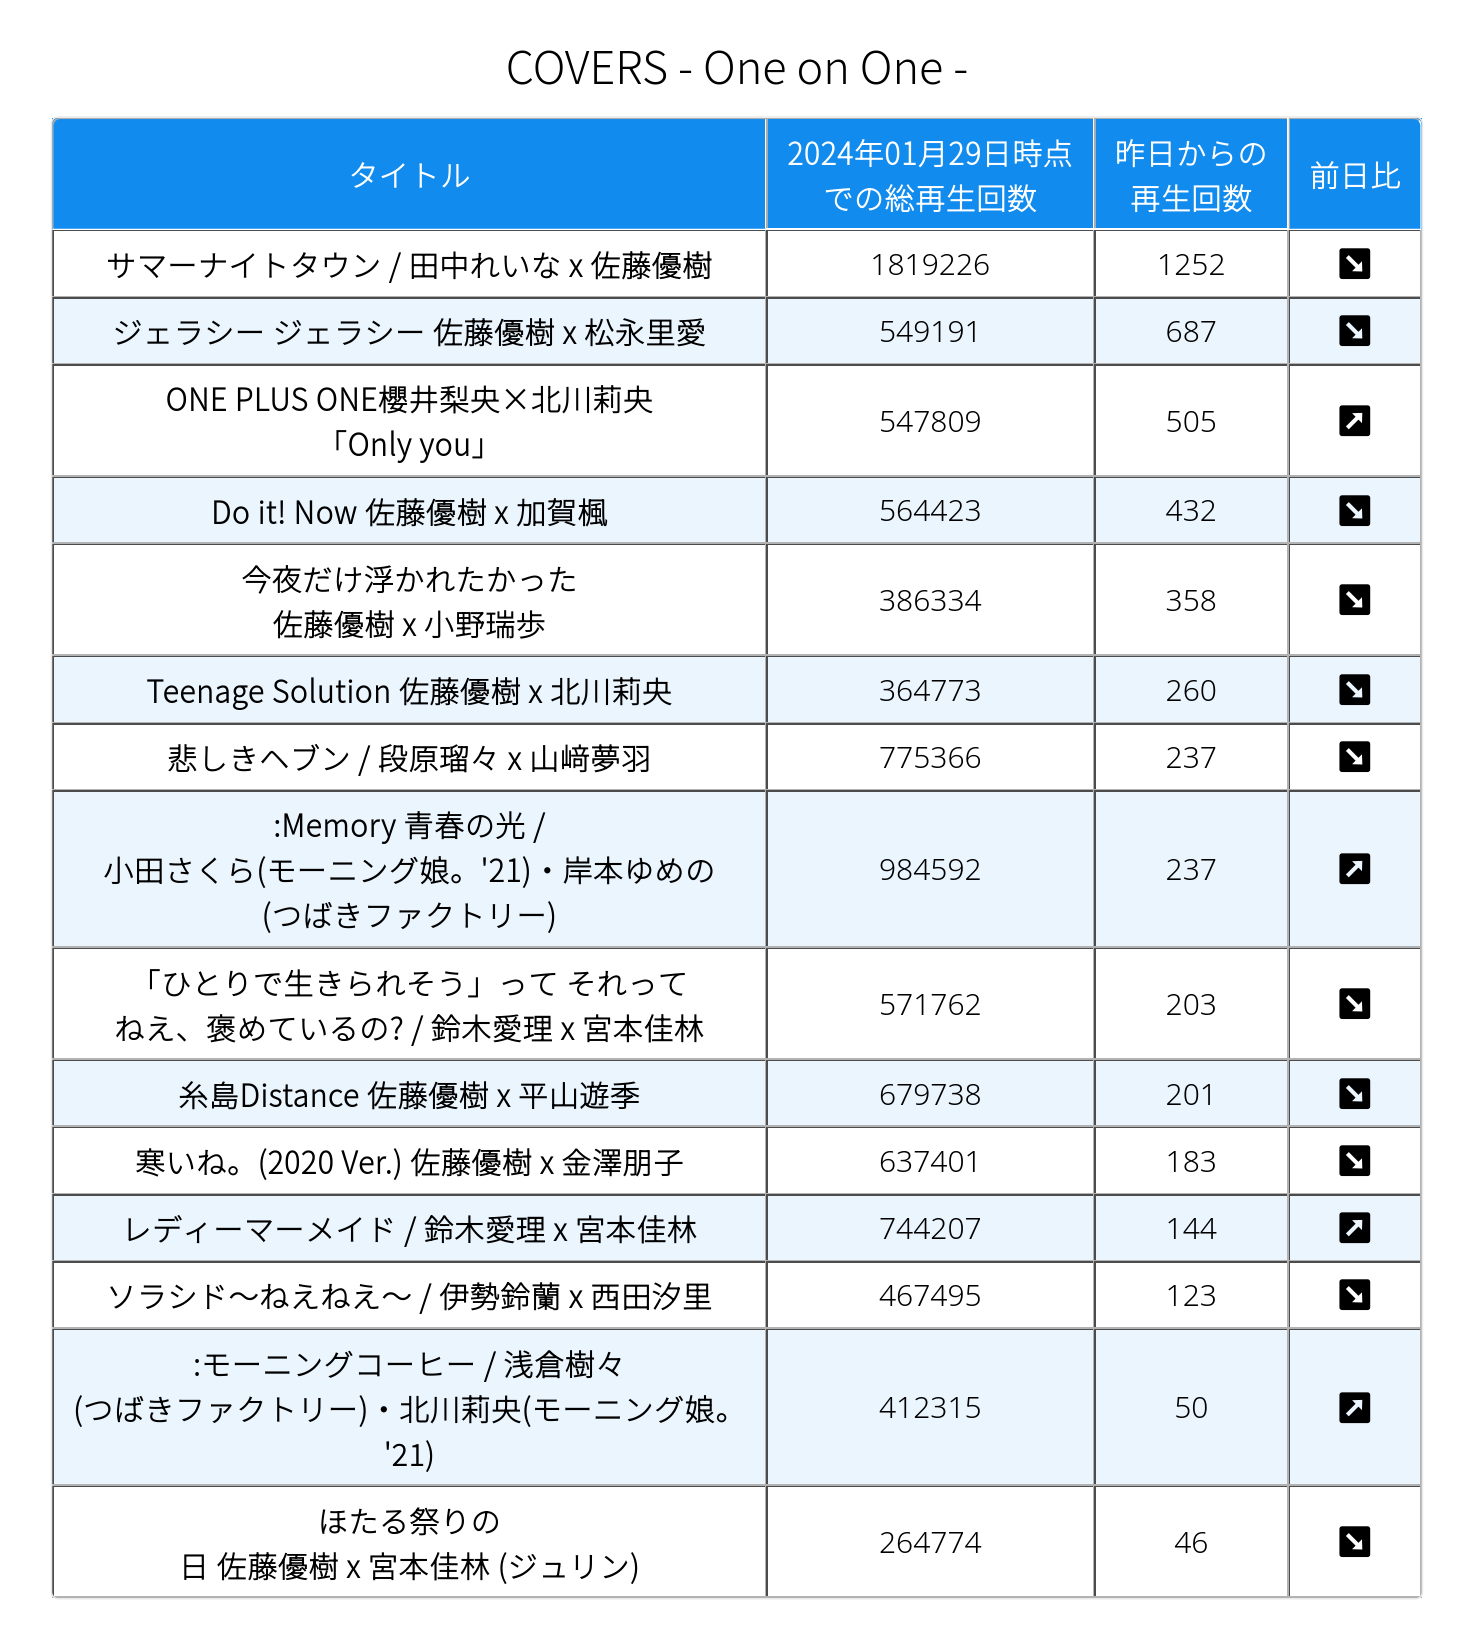 COVERS - One on One -
タイトル
2024年01月29日時点
での総再生回数
昨日からの
再生回数
前日比
サマーナイトタウン / 田中れいな x 佐藤優樹
1819226
1252
ジェラシー ジェラシー 佐藤優樹 x 松永里愛
549191
687
ONE PLUS ONE櫻井梨央×北川莉央
「Only you」
547809
505
Do it! Now 佐藤優樹 x 加賀楓
564423
432
今夜だけ浮かれたかった
佐藤優樹 x 小野瑞歩
386334
358
Teenage Solution 佐藤優樹 x 北川莉央
364773
260
悲しきヘブン / 段原瑠々 x 山﨑夢羽
775366
237
:Memory 青春の光 /
小田さくら(モーニング娘。'21)・岸本ゆめの
(つばきファクトリー)
984592
237
「ひとりで生きられそう」って それって
ねえ、褒めているの? / 鈴木愛理 x 宮本佳林
571762
203
糸島Distance 佐藤優樹 x 平山遊季
679738
201
寒いね。(2020 Ver.) 佐藤優樹 x 金澤朋子
637401
183
レディーマーメイド / 鈴木愛理 x 宮本佳林
744207
144
ソラシド〜ねえねえ〜 / 伊勢鈴蘭 x 西田汐里
467495
123
:モーニングコーヒー / 浅倉樹々
(つばきファクトリー)・北川莉央(モーニング娘。
'21)
412315
50
ほたる祭りの
日 佐藤優樹 x 宮本佳林 (ジュリン)
264774
46